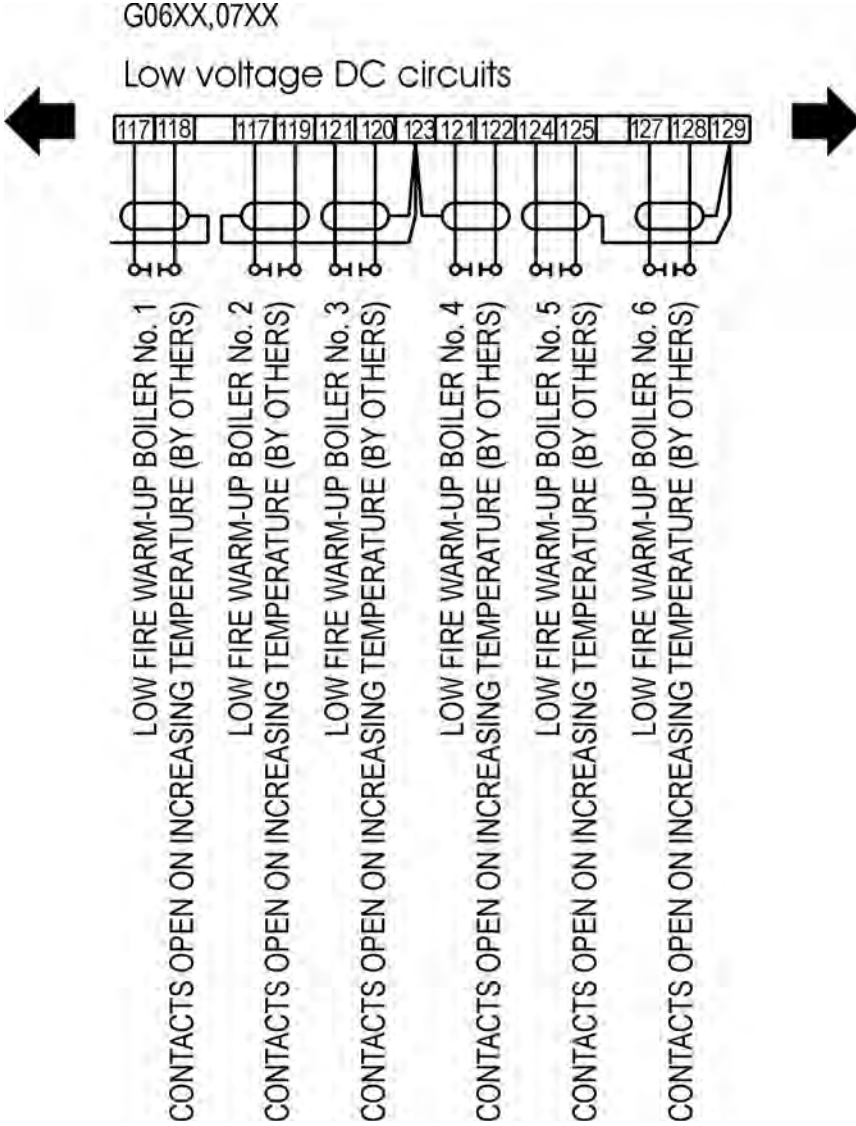 G06XX,07XX
Low voltage DC circuits
117 118 117 119 121 120 123 121 122 124 125 127 128 129
LOW FIRE WARM-UP BOILER No. 1
CONTACTS OPEN ON INCREASING TEMPERATURE (BY OTHERS)
LOW FIRE WARM-UP BOILER No. 2
CONTACTS OPEN ON INCREASING TEMPERATURE (BY OTHERS)
LOW FIRE WARM-UP BOILER No. 3
CONTACTS OPEN ON INCREASING TEMPERATURE (BY OTHERS)
LOW FIRE WARM-UP BOILER No. 4
CONTACTS OPEN ON INCREASING TEMPERATURE (BY OTHERS)
LOW FIRE WARM-UP BOILER No. 5
CONTACTS OPEN ON INCREASING TEMPERATURE (BY OTHERS)
LOW FIRE WARM-UP BOILER No. 6
CONTACTS OPEN ON INCREASING TEMPERATURE (BY OTHERS)